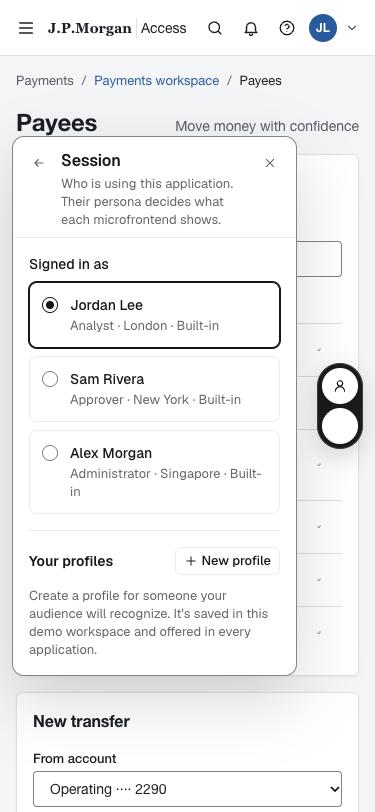 J.P.Morgan Access JL
Payments / Payments workspace / Payees
Payees
Move money with confidence
Session
Who is using this application.
Their persona decides what
each microfrontend shows.
Signed in as
Jordan Lee
Analyst · London · Built-in
Sam Rivera
Approver · New York · Built-in
Alex Morgan
Administrator · Singapore · Built-
in
Your profiles
New profile
Create a profile for someone your
audience will recognize. It's saved in this
demo workspace and offered in every
application.
New transfer
From account
Operating ···· 2290